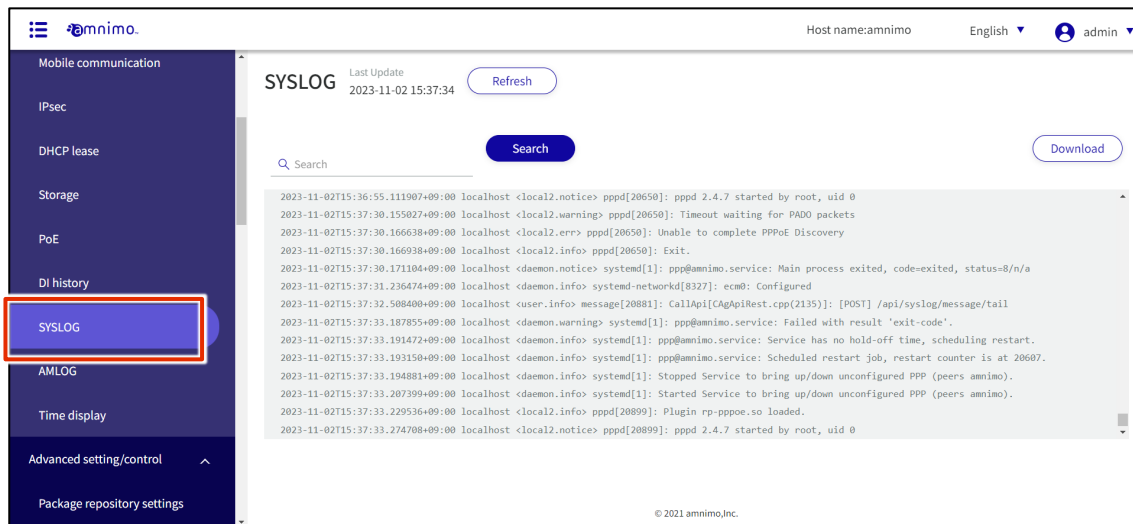 amnimo
Host name:amnimo
English
admin
Mobile communication
IPsec
DHCP lease
Storage
PoE
DI history
SYSLOG
AMLOG
Time display
Advanced setting/control
Package repository settings
SYSLOG
Last Update
2023-11-02 15:37:34
Refresh
Search
Search
Download
2023-11-02T15:36:55.111907+09:00 localhost <local2.notice> pppd[20650]: pppd 2.4.7 started by root, uid 0
2023-11-02T15:37:30.155027+09:00 localhost <local2.warning> pppd[20650]: Timeout waiting for PADO packets
2023-11-02T15:37:30.166638+09:00 localhost <local2.err> pppd[20650]: Unable to complete PPPoE Discovery
2023-11-02T15:37:30.166938+09:00 localhost <local2.info> pppd[20650]: Exit.
2023-11-02T15:37:30.171104+09:00 localhost <daemon.notice> systemd[1]: ppp@amnimo.service: Main process exited, code=exited, status=8/n/a
2023-11-02T15:37:31.236474+09:00 localhost <daemon.info> systemd-networkd[8327]: ecm0: Configured
2023-11-02T15:37:32.508400+09:00 localhost <user.info> message[20881]: CallApi[CAgApiRest.cpp(2135)]: [POST] /api/syslog/message/tail
2023-11-02T15:37:33.187855+09:00 localhost <daemon.warning> systemd[1]: ppp@amnimo.service: Failed with result 'exit-code'.
2023-11-02T15:37:33.191472+09:00 localhost <daemon.info> systemd[1]: ppp@amnimo.service: Service has no hold-off time, scheduling restart.
2023-11-02T15:37:33.193150+09:00 localhost <daemon.info> systemd[1]: ppp@amnimo.service: Scheduled restart job, restart counter is at 20607.
2023-11-02T15:37:33.194881+09:00 localhost <daemon.info> systemd[1]: Stopped Service to bring up/down unconfigured PPP (peers amnimo).
2023-11-02T15:37:33.207399+09:00 localhost <daemon.info> systemd[1]: Started Service to bring up/down unconfigured PPP (peers amnimo).
2023-11-02T15:37:33.229536+09:00 localhost <local2.info> pppd[20899]: Plugin rp-pppoe.so loaded.
2023-11-02T15:37:33.274708+09:00 localhost <local2.notice> pppd[20899]: pppd 2.4.7 started by root, uid 0
© 2021 amnimo,Inc.